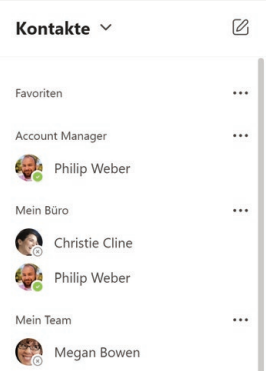 Kontakte
Favoriten
Account Manager
Philip Weber
Mein Büro
Christie Cline
Philip Weber
Mein Team
Megan Bowen